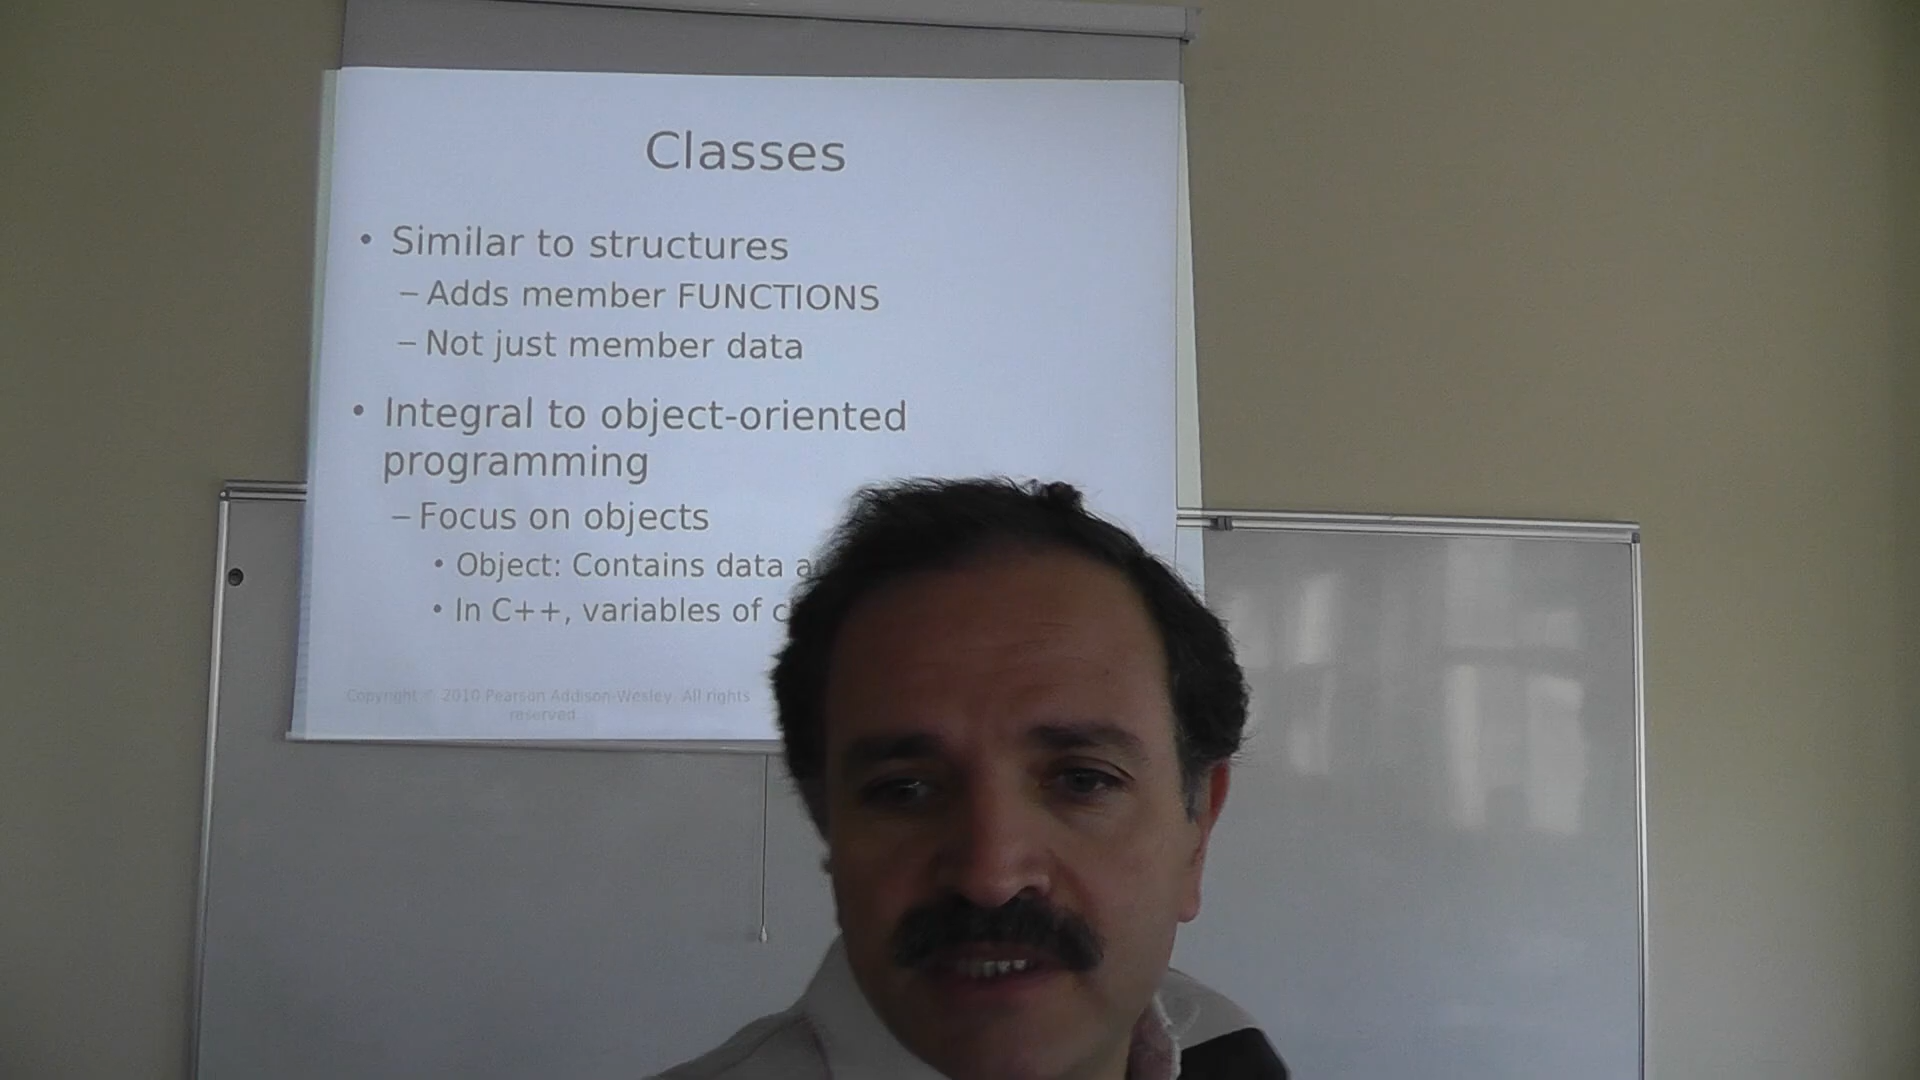 Classes
• Similar to structures
– Adds member FUNCTIONS
– Not just member data
• Integral to object-oriented
programming
– Focus on objects
• Object: Contains data
• In C++, variables of
Copyright © 2010 Pearson Addison-Wesley. All rights
reserved